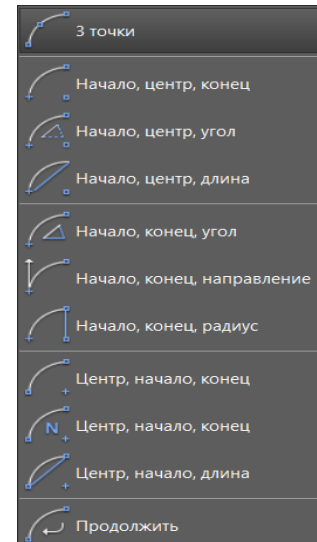 3 точки
Начало, центр, конец
Начало, центр, угол
Начало, центр, длина
Начало, конец, угол
Начало, конец, направление
Начало, конец, радиус
Центр, начало, конец
N Центр, начало, конец
Центр, начало, длина
Продолжить